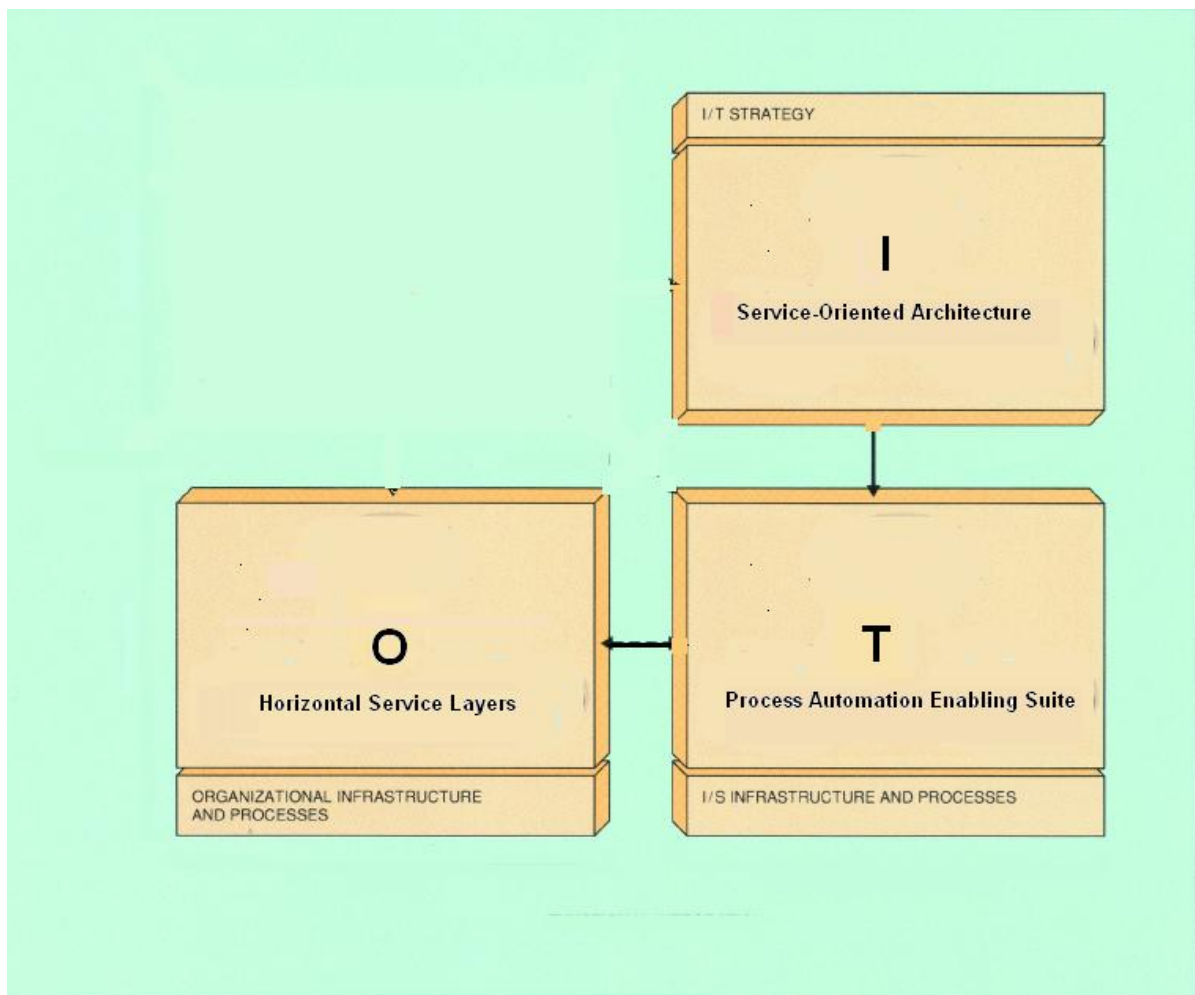 I/T STRATEGY
I
Service-Oriented Architecture
O
Horizontal Service Layers
ORGANIZATIONAL INFRASTRUCTURE
AND PROCESSES
T
Process Automation Enabling Suite
I/S INFRASTRUCTURE AND PROCESSES